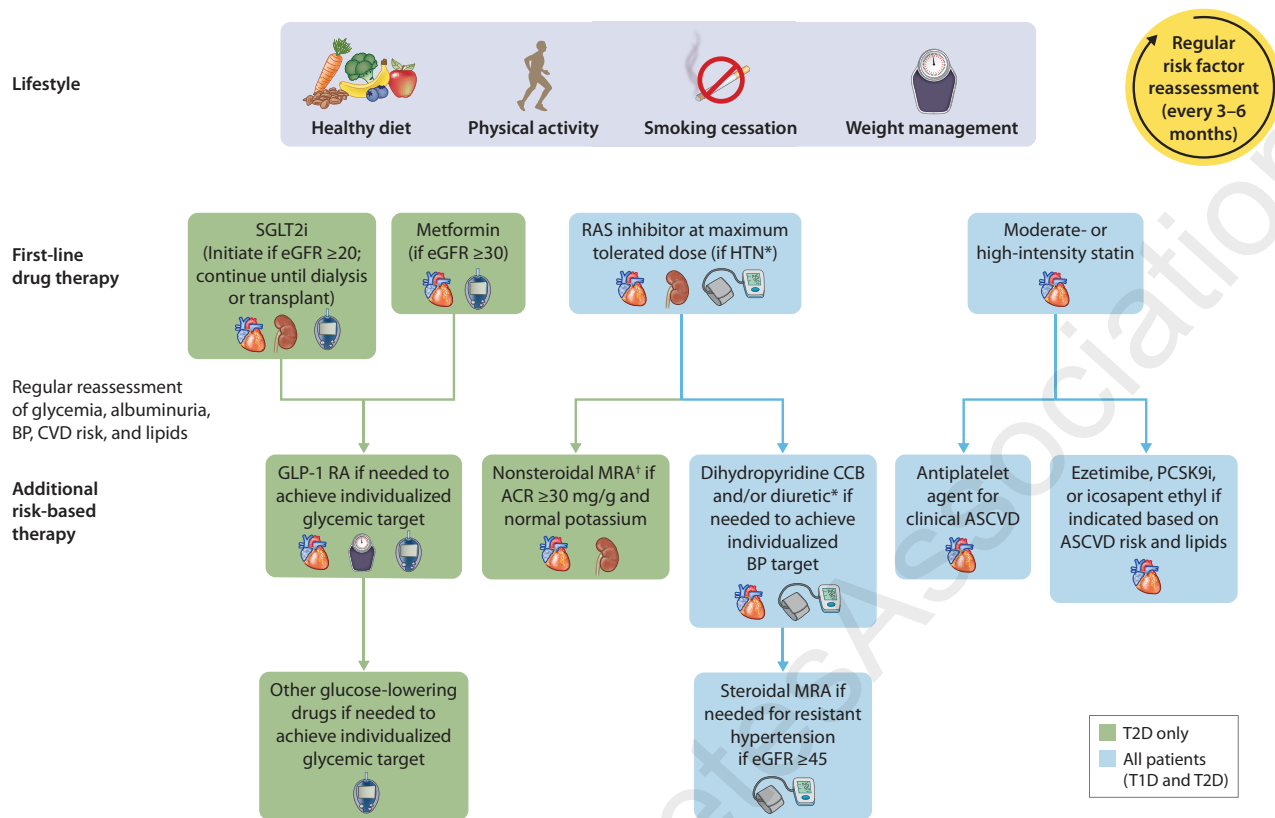 Lifestyle
Healthy diet
Physical activity
Smoking cessation
Weight management
Regular
risk factor
reassessment
(every 3–6
months)
First-line
drug therapy
SGLT2i
(Initiate if eGFR ≥20;
continue until dialysis
or transplant)
Metformin
(if eGFR ≥30)
RAS inhibitor at maximum
tolerated dose (if HTN*)
Moderate- or
high-intensity statin
Regular reassessment
of glycemia, albuminuria,
BP, CVD risk, and lipids
Additional
risk-based
therapy
GLP-1 RA if needed to
achieve individualized
glycemic target
Nonsteroidal MRA† if
ACR ≥30 mg/g and
normal potassium
Dihydropyridine CCB
and/or diuretic* if
needed to achieve
individualized
BP target
Antiplatelet
agent for
clinical ASCVD
Ezetimibe, PCSK9i,
or icosapent ethyl if
indicated based on
ASCVD risk and lipids
Other glucose-lowering
drugs if needed to
achieve individualized
glycemic target
Steroidal MRA if
needed for resistant
hypertension
if eGFR ≥45
T2D only
All patients
(T1D and T2D)
etesAssociation